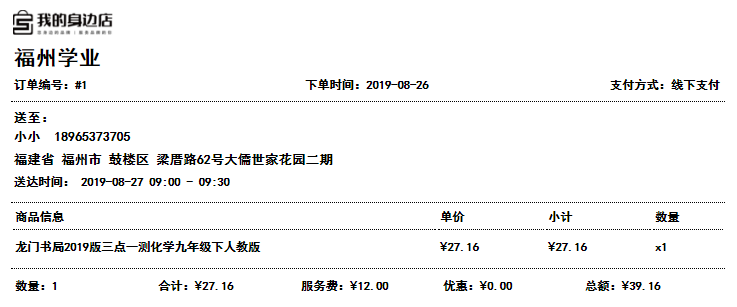 我的身边店
福州学业
订单编号：#1 下单时间：2019-08-26 支付方式：线下支付
送至：
小小 18965373705
福建省 福州市 鼓楼区 梁厝路62号大儒世家花园二期
送达时间： 2019-08-27 09:00 - 09:30
商品信息 单价 小计 数量
龙门书局2019版三点一测化学九年级下人教版 ¥27.16 ¥27.16 x1
数量：1 合计：¥27.16 服务费：¥12.00 优惠：¥0.00 总额：¥39.16